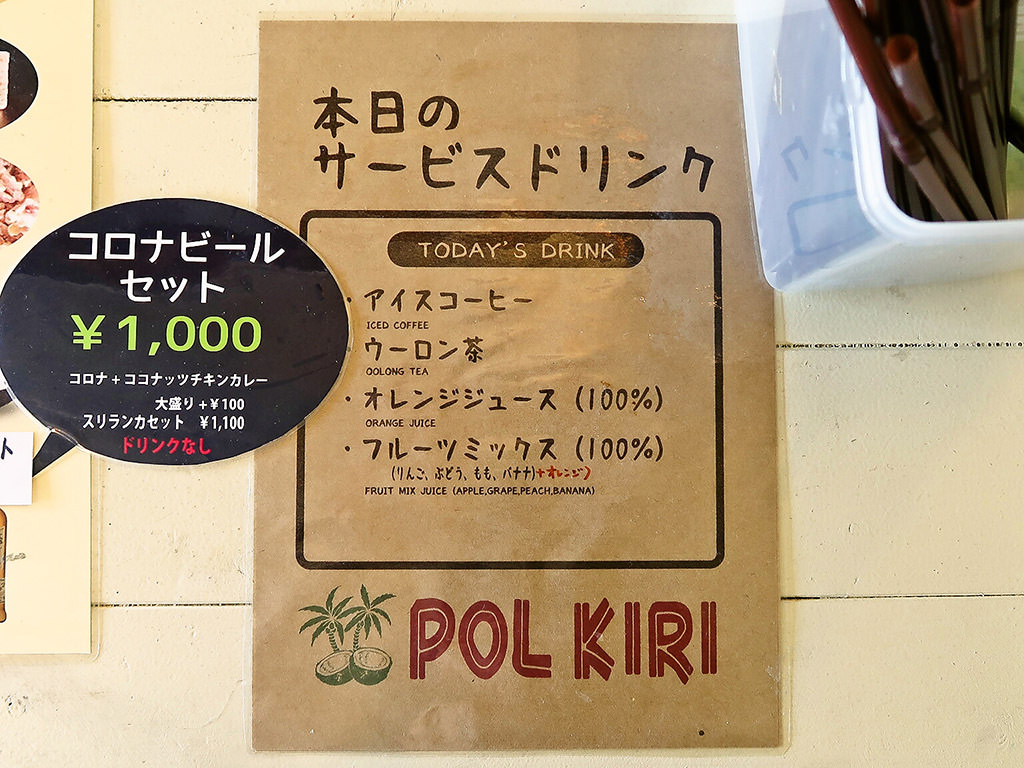 本日の
サービスドリンク
TODAY'S DRINK
・アイスコーヒー
ICED COFFEE
ウーロン茶
OOLONG TEA
・オレンジジュース (100%)
ORANGE JUICE
・フルーツミックス (100%)
(りんご、ぶどう、もも、バナナ)+オレンジ)
FRUIT MIX JUICE (APPLE,GRAPE,PEACH,BANANA)
POL KIRI
コロナビール
セット
¥1,000
コロナ+ココナッツチキンカレー
大盛り+¥100
スリランカセット ¥1,100
ドリンクなし
ト